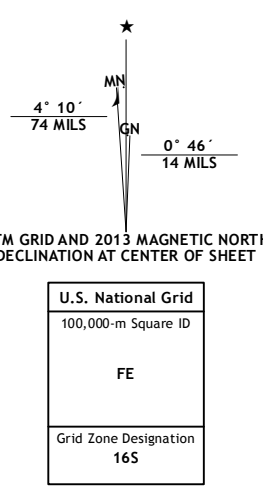 MN
4° 10´
74 MILS
GN
0° 46´
14 MILS
TM GRID AND 2013 MAGNETIC NORTH
DECLINATION AT CENTER OF SHEET
U.S. National Grid
100,000-m Square ID
FE
Grid Zone Designation
16S